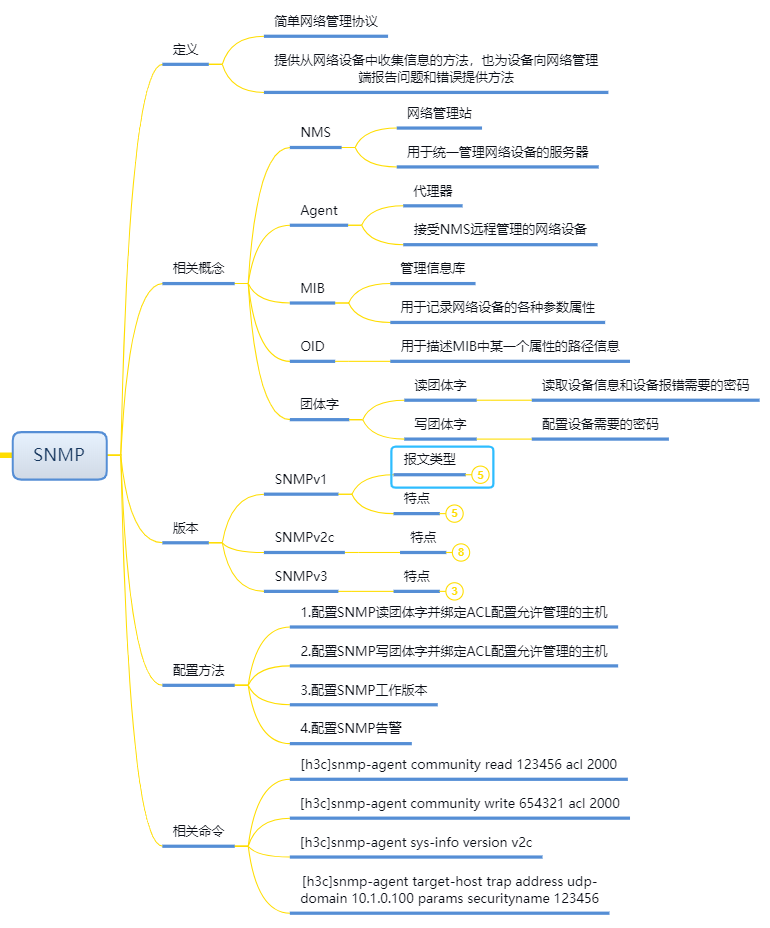 SNMP
定义
简单网络管理协议
提供从网络设备中收集信息的方法，也为设备向网络管理
端报告问题和错误提供方法
相关概念
NMS
网络管理站
用于统一管理网络设备的服务器
Agent
代理器
接受NMS远程管理的网络设备
MIB
管理信息库
用于记录网络设备的各种参数属性
OID
用于描述MIB中某一个属性的路径信息
团体字
读团体字
读取设备信息和设备报错需要的密码
写团体字
配置设备需要的密码
版本
SNMPv1
报文类型
5
特点
5
SNMPv2c
特点
8
SNMPv3
特点
3
配置方法
1.配置SNMP读团体字并绑定ACL配置允许管理的主机
2.配置SNMP写团体字并绑定ACL配置允许管理的主机
3.配置SNMP工作版本
4.配置SNMP告警
相关命令
[h3c]snmp-agent community read 123456 acl 2000
[h3c]snmp-agent community write 654321 acl 2000
[h3c]snmp-agent sys-info version v2c
[h3c]snmp-agent target-host trap address udp-
domain 10.1.0.100 params securityname 123456